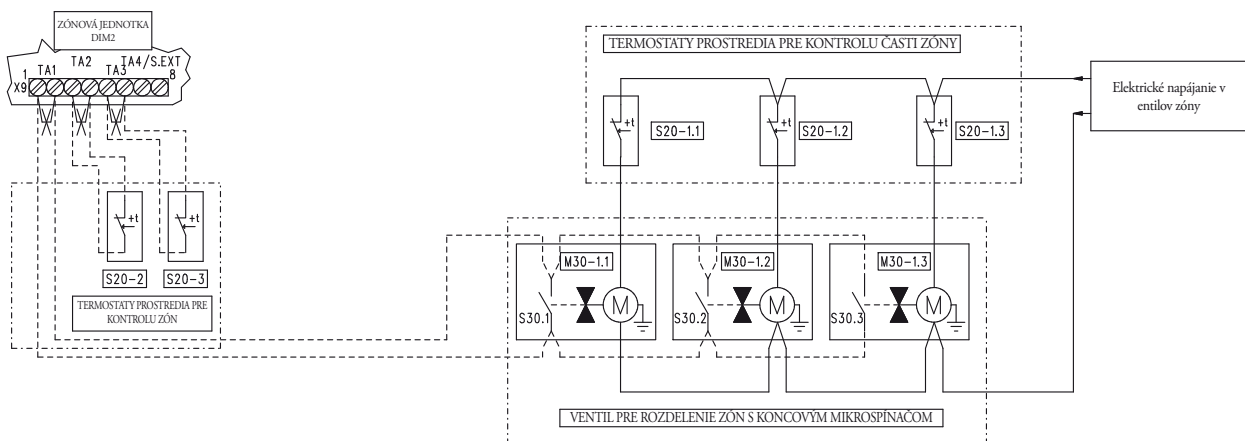 ZÓNOVÁ JEDNOTKA
DIM2
TA1
TA2
TA3
TA4/S.EXT
1
8
X9
TERMOSTATY PROSTREDIA PRE KONTROLU ČASTI ZÓNY
Elektrické napájanie v
entilov zóny
+t
S20-1.1
+t
S20-1.2
+t
S20-1.3
+t
+t
S20-2
S20-3
TERMOSTATY PROSTREDIA PRE
KONTROLU ZÓN
M30-1.1
M30-1.2
M30-1.3
S30.1
M
S30.2
M
S30.3
M
VENTIL PRE ROZDELENIE ZÓN S KONCOVÝM MIKROSPÍNAČOM